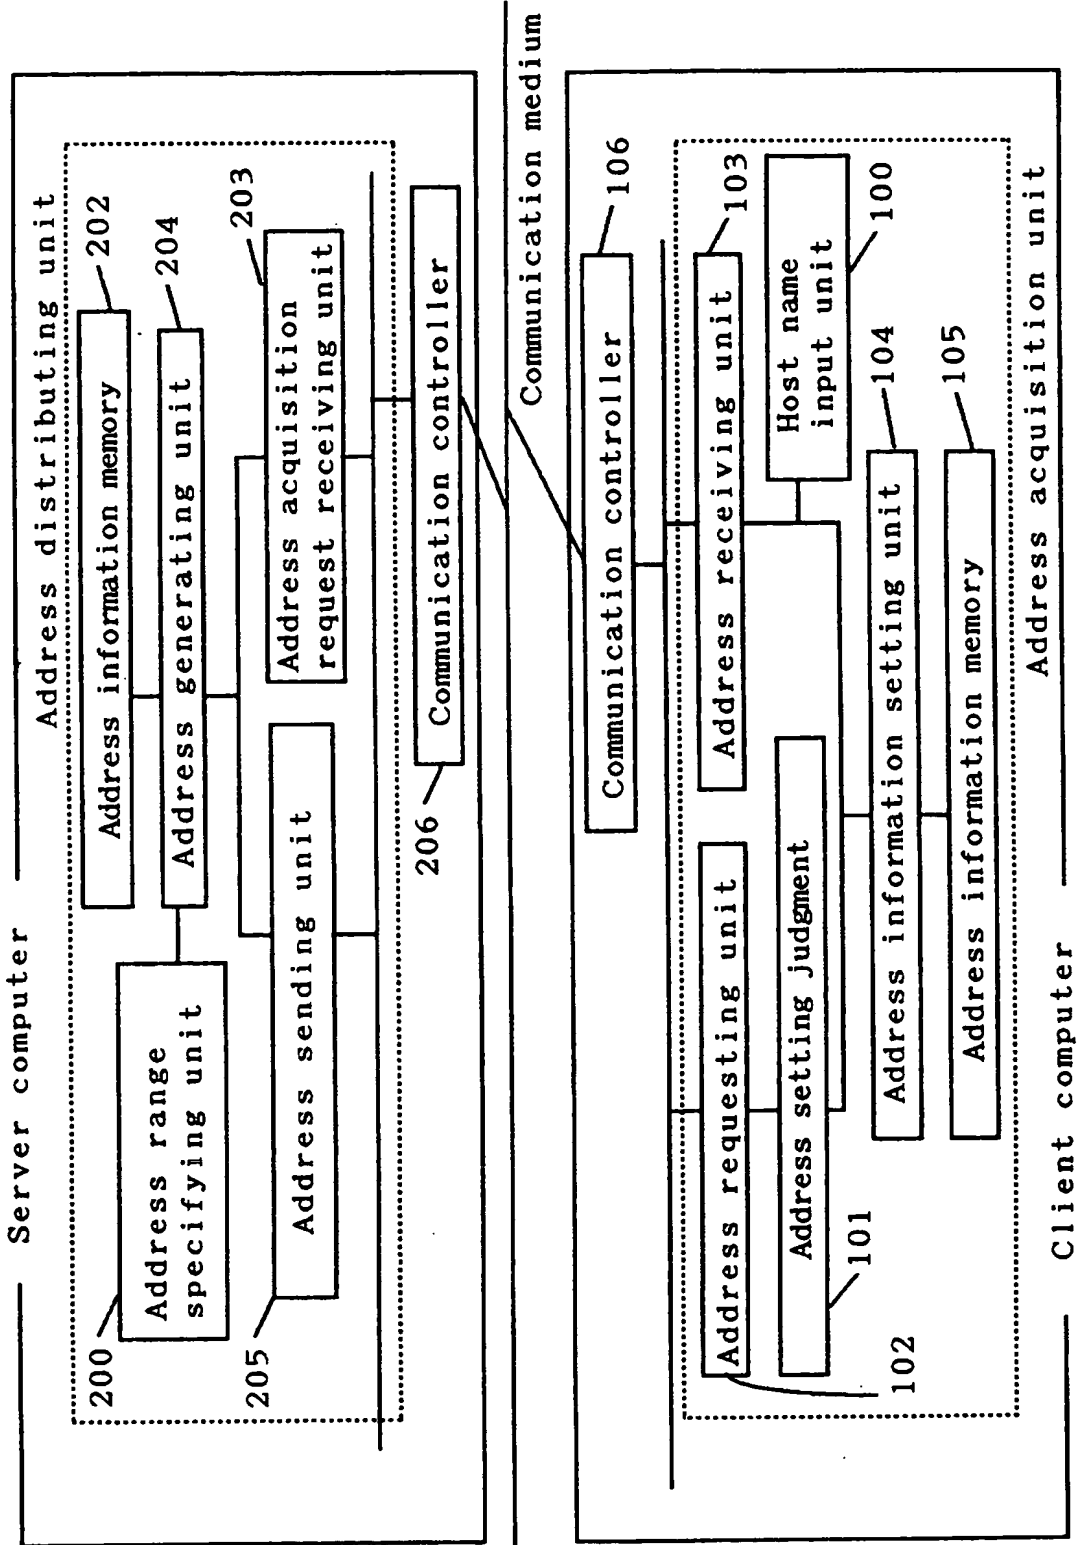 Server computer
Address distributing unit
200
Address range
specifying unit
Address information memory
202
Address generating unit
204
205
Address sending unit
Address acquisition
request receiving unit
203
206
Communication controller
Communication medium
Communication controller
106
Address requesting unit
102
Address receiving unit
103
Address setting judgment
101
Host name
input unit
100
Address information setting unit
104
Address information memory
105
Address acquisition unit
Client computer